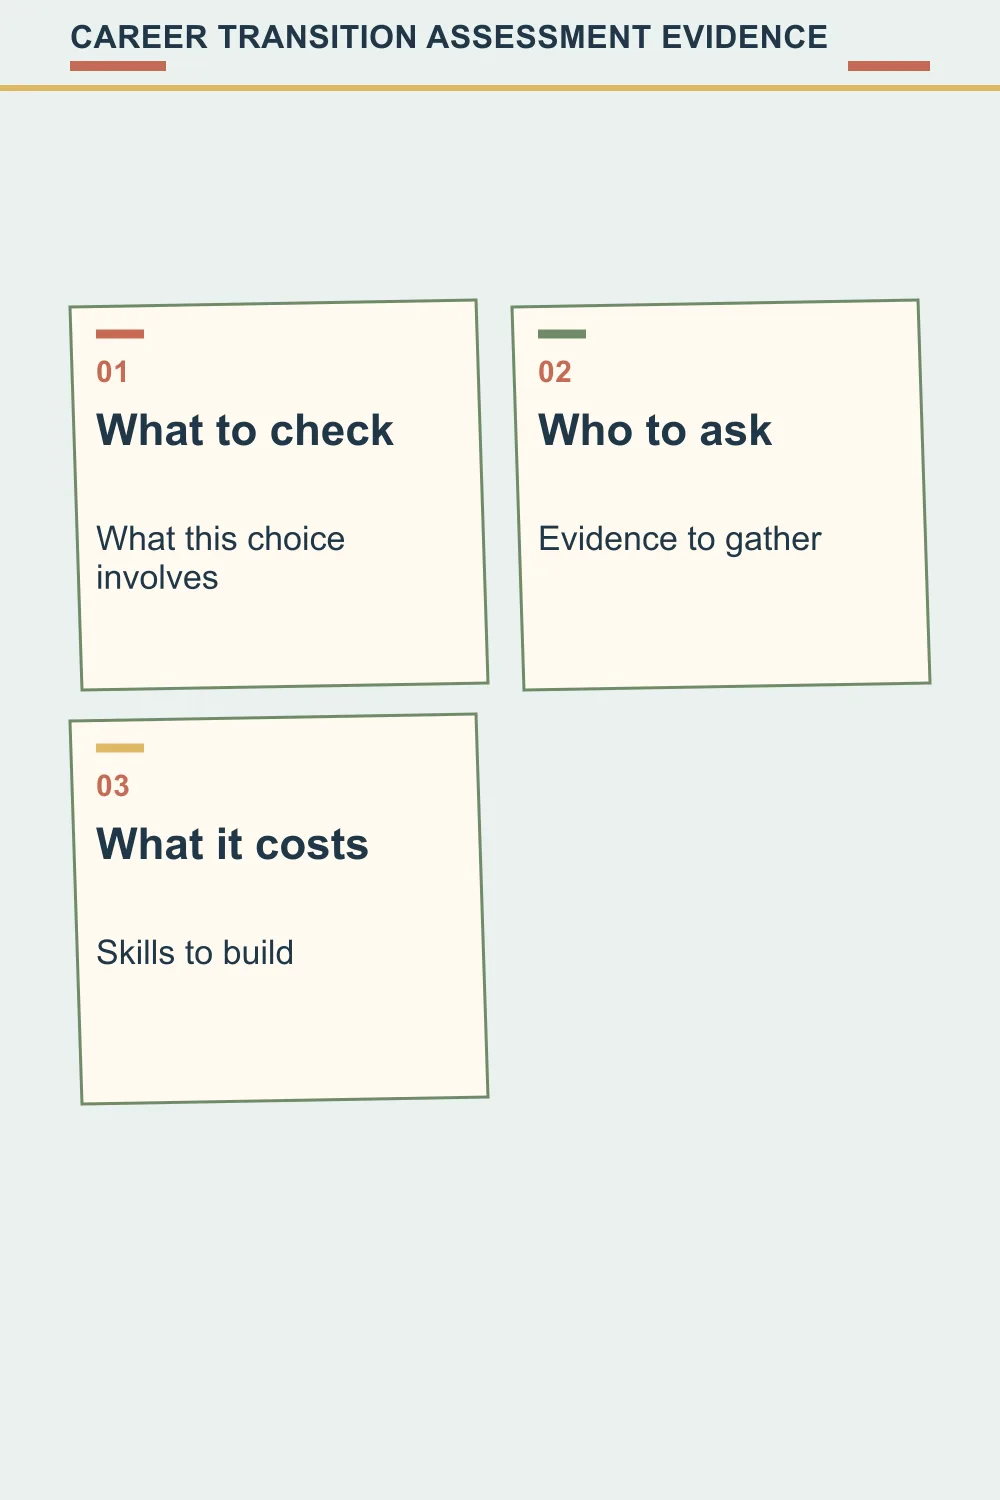 CAREER TRANSITION ASSESSMENT EVIDENCE
01
What to check
What this choice
involves
02
Who to ask
Evidence to gather
03
What it costs
Skills to build